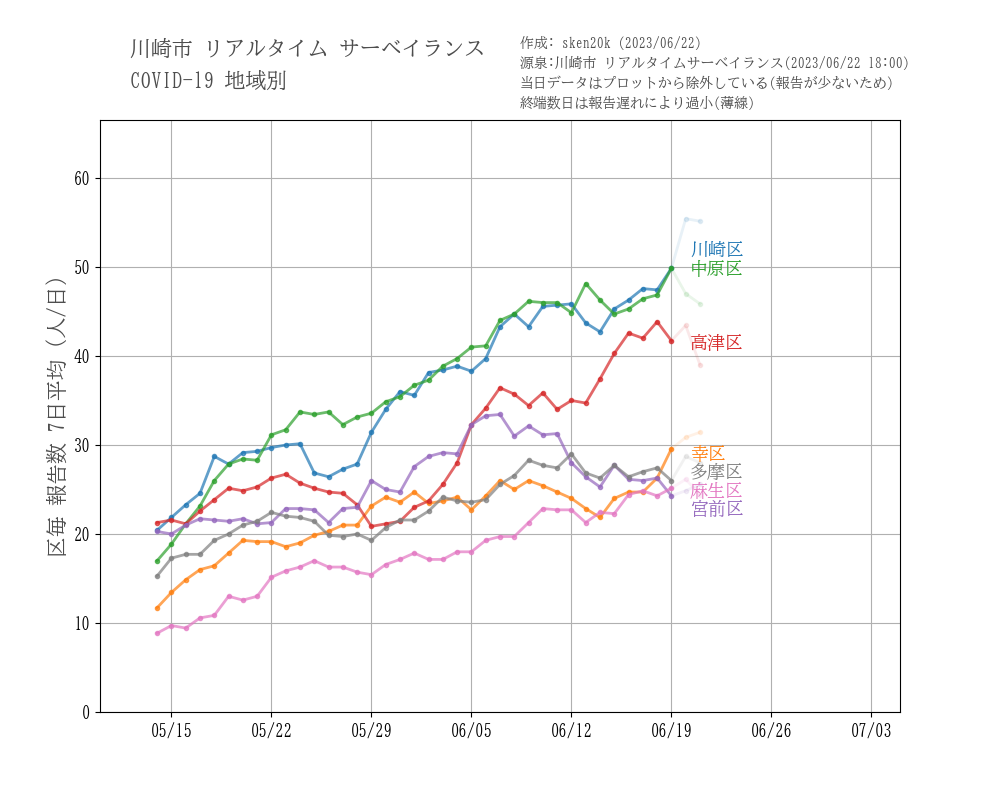 川崎市 リアルタイム サーベイランス
COVID-19 地域別
作成: sken20k (2023/06/22)
源泉:川崎市 リアルタイムサーベイランス(2023/06/22 18:00)
当日データはプロットから除外している(報告が少ないため)
終端数日は報告遅れにより過小(薄線)
区毎 報告数 7日平均 (人/日)
60
50
40
30
20
10
0
川崎区
中原区
高津区
幸区
多摩区
麻生区
宮前区
05/15 05/22 05/29 06/05 06/12 06/19 06/26 07/03